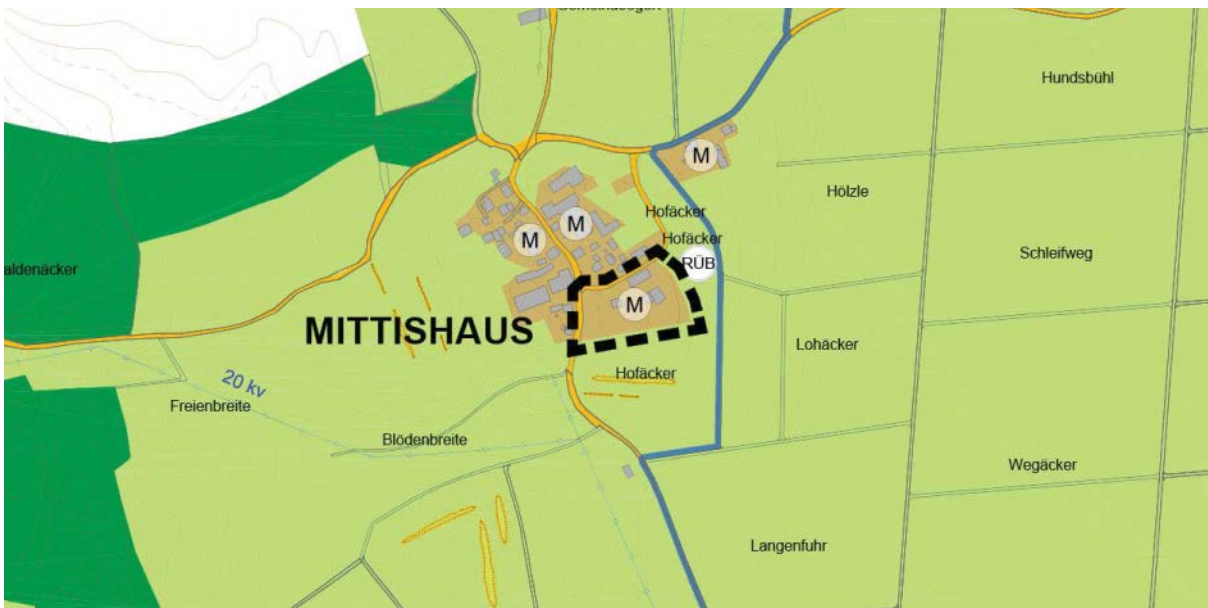 Hundsbühl
M
Hölzle
Hofäcker
M
M
Hofäcker
RÜB
Schleifweg
aldenäcker
M
MITTISHAUS
Lohäcker
Hofäcker
20 kv
Freienbreite
Blödenbreite
Wegäcker
Langenfuhr